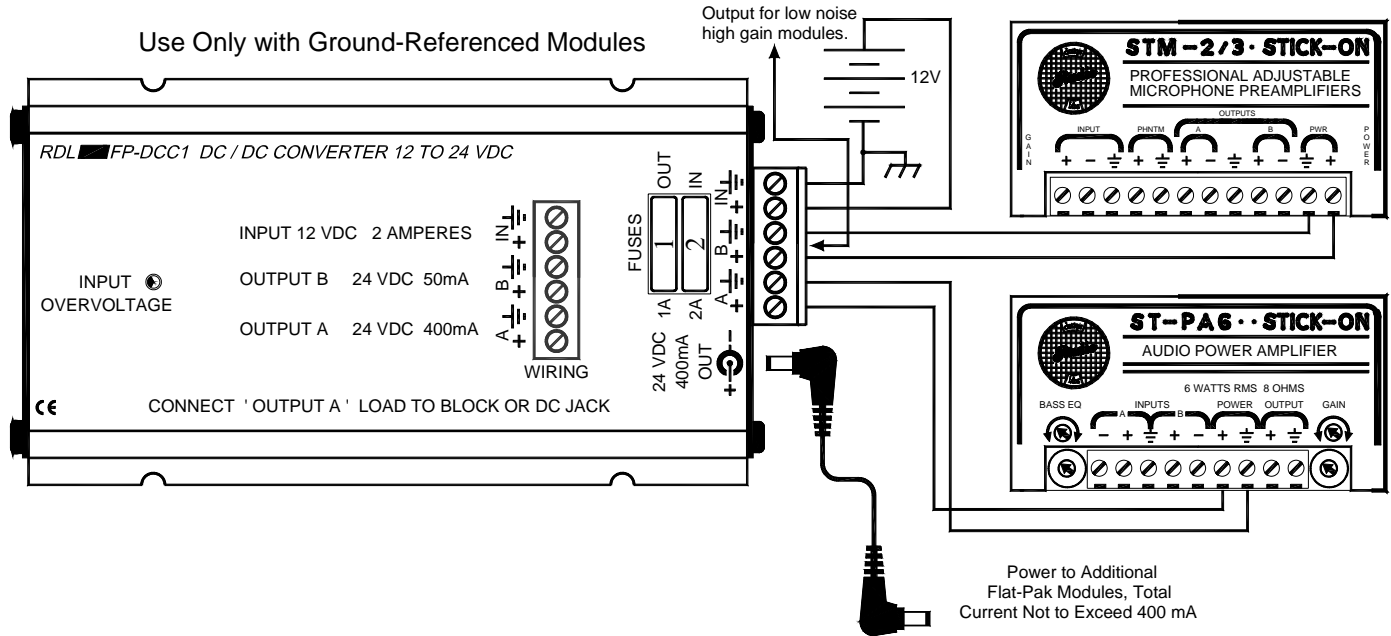 Use Only with Ground-Referenced Modules
Output for low noise
high gain modules.
12V
RDL FP-DCC1 DC / DC CONVERTER 12 TO 24 VDC
INPUT 12 VDC 2 AMPERES
OUTPUT B 24 VDC 50mA
OUTPUT A 24 VDC 400mA
INPUT
OVERVOLTAGE
IN
+
B
+
A
+
WIRING
FUSES
OUT
IN
1
2
1A
2A
IN
+
B
+
A
+
24 VDC
400mA
OUT
-
+
CE
CONNECT ' OUTPUT A ' LOAD TO BLOCK OR DC JACK
STM-2/3 · STICK-ON
PROFESSIONAL ADJUSTABLE
MICROPHONE PREAMPLIFIERS
OUTPUTS
GAIN
INPUT PHNTM A B PWR
POWER
+ − + + − + − +
ST-PA6 ·· STICK-ON
AUDIO POWER AMPLIFIER
6 WATTS RMS 8 OHMS
BASS EQ INPUTS POWER OUTPUT GAIN
A B
− + + − + +
Power to Additional
Flat-Pak Modules, Total
Current Not to Exceed 400 mA